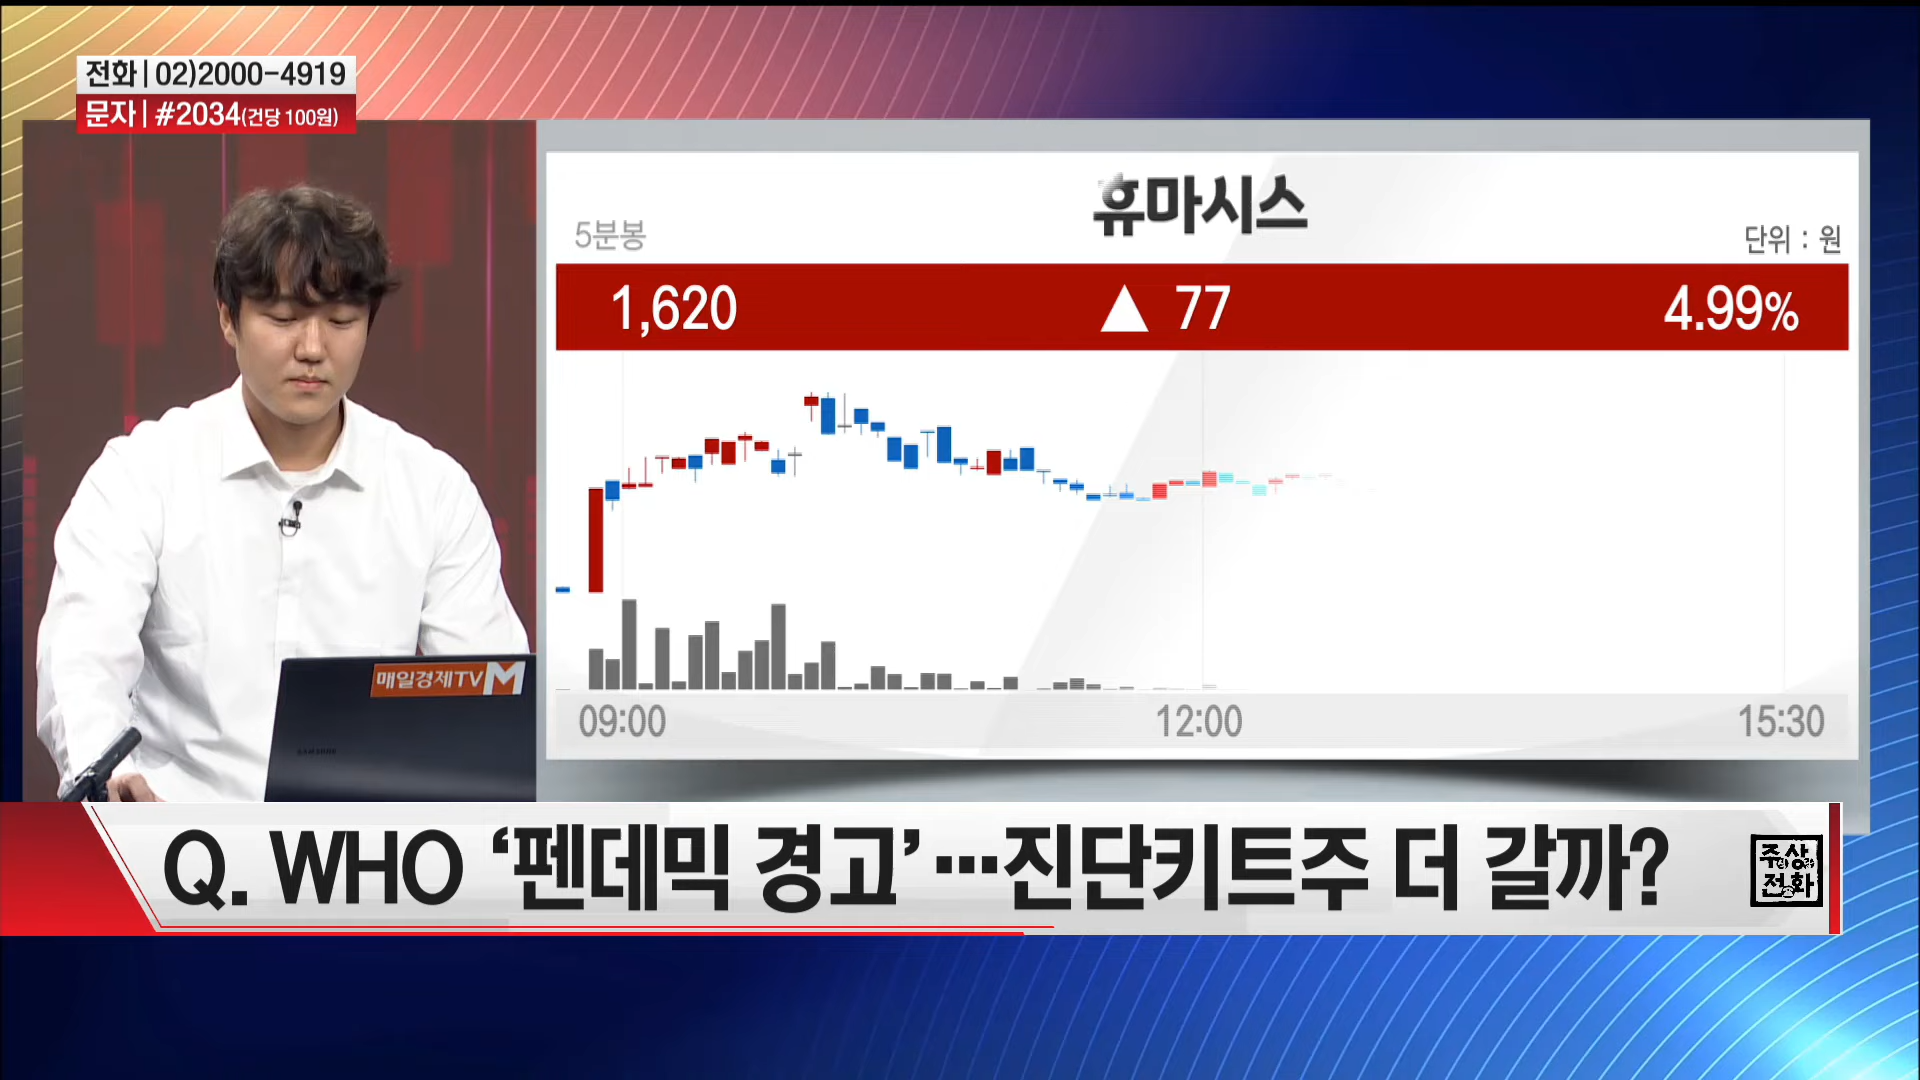 전화 | 02)2000-4919
문자 | #2034(건당 100원)
휴마시스
5분봉
단위 : 원
1,620 ▲ 77 4.99%
09:00 12:00 15:30
매일경제TV M
SAMSUNG
Q. WHO ‘펜데믹 경고’…진단키트주 더 갈까?
주상
전화